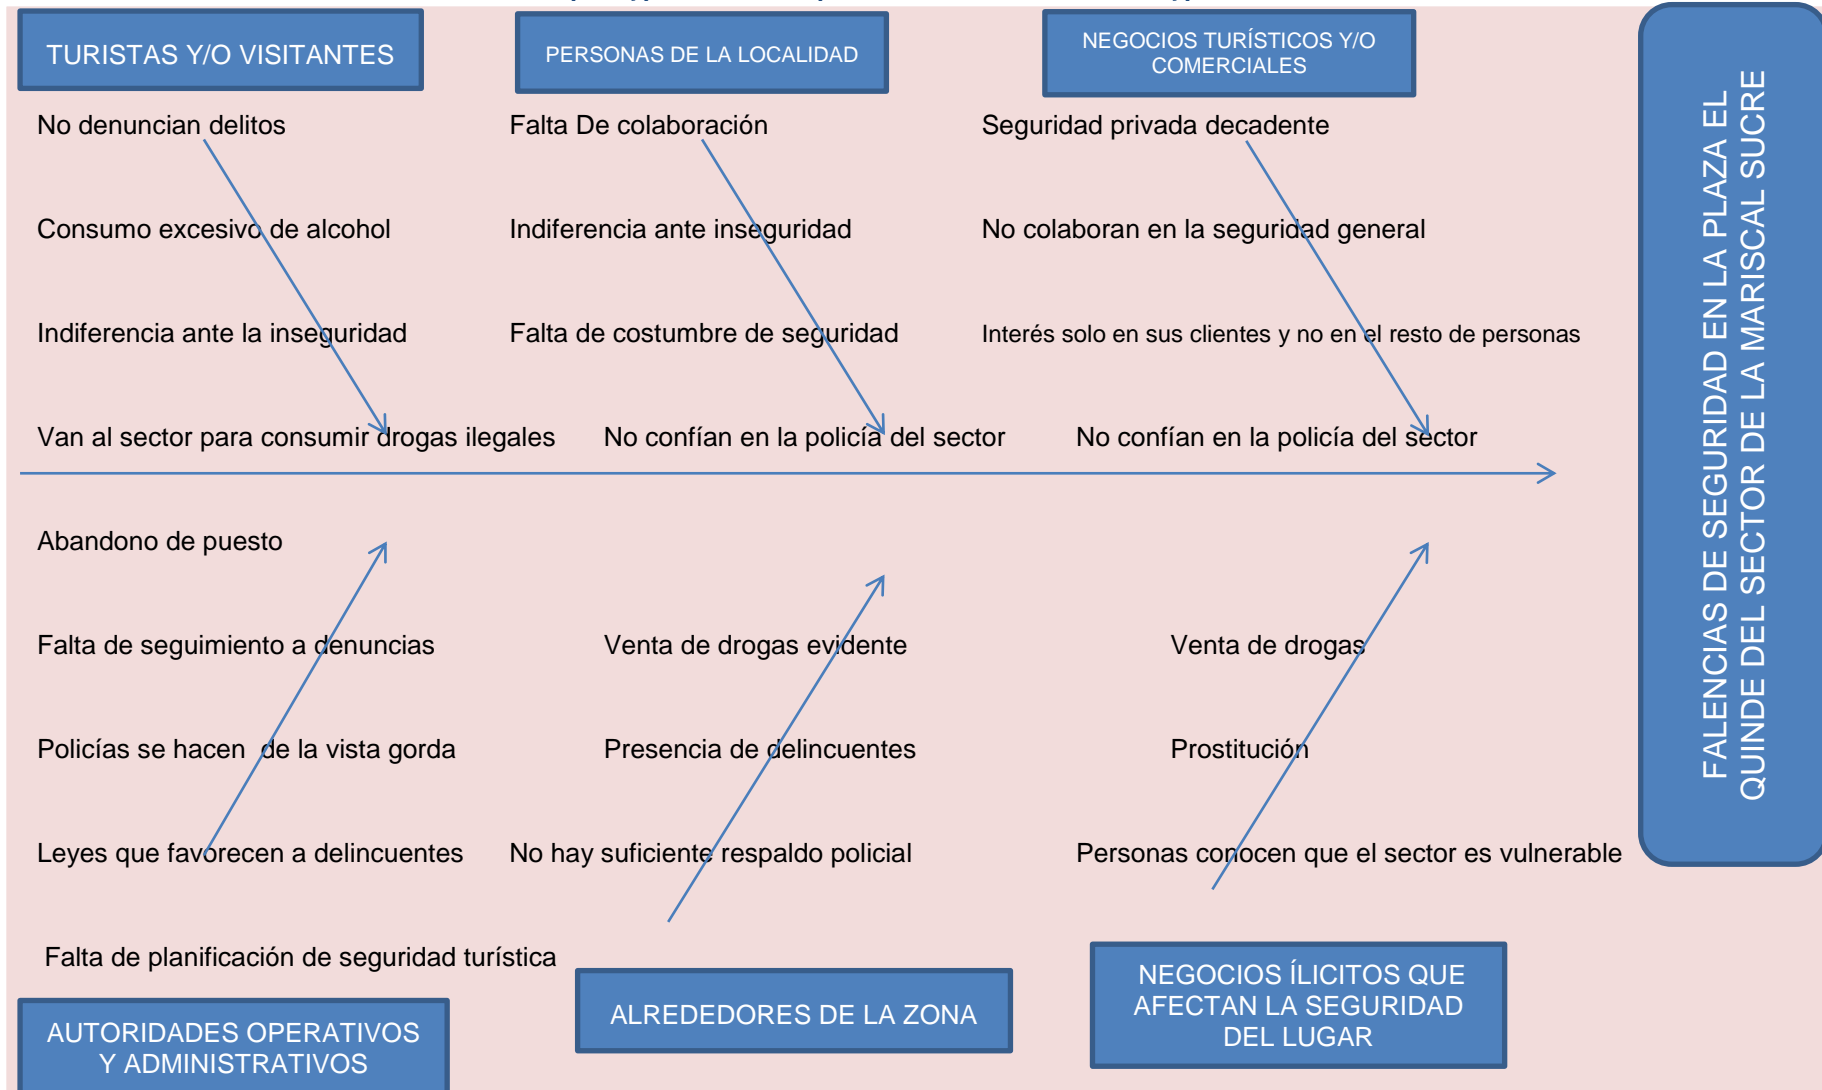 TURISTAS Y/O VISITANTES
PERSONAS DE LA LOCALIDAD
NEGOCIOS TURÍSTICOS Y/O
COMERCIALES
No denuncian delitos
Falta De colaboración
Seguridad privada decadente
Consumo excesivo de alcohol
Indiferencia ante inseguridad
No colaboran en la seguridad general
Indiferencia ante la inseguridad
Falta de costumbre de seguridad
Interés solo en sus clientes y no en el resto de personas
Van al sector para consumir drogas ilegales
No confían en la policía del sector
No confían en la policía del sector
Abandono de puesto
Falta de seguimiento a denuncias
Venta de drogas evidente
Venta de drogas
Policías se hacen  de la vista gorda
Presencia de delincuentes
Prostitución
Leyes que favorecen a delincuentes
No hay suficiente respaldo policial
Personas conocen que el sector es vulnerable
Falta de planificación de seguridad turística
AUTORIDADES OPERATIVOS
Y ADMINISTRATIVOS
ALREDEDORES DE LA ZONA
NEGOCIOS ÍLICITOS QUE
AFECTAN LA SEGURIDAD
DEL LUGAR
FALENCIAS DE SEGURIDAD EN LA PLAZA EL
QUINDE DEL SECTOR DE LA MARISCAL SUCRE